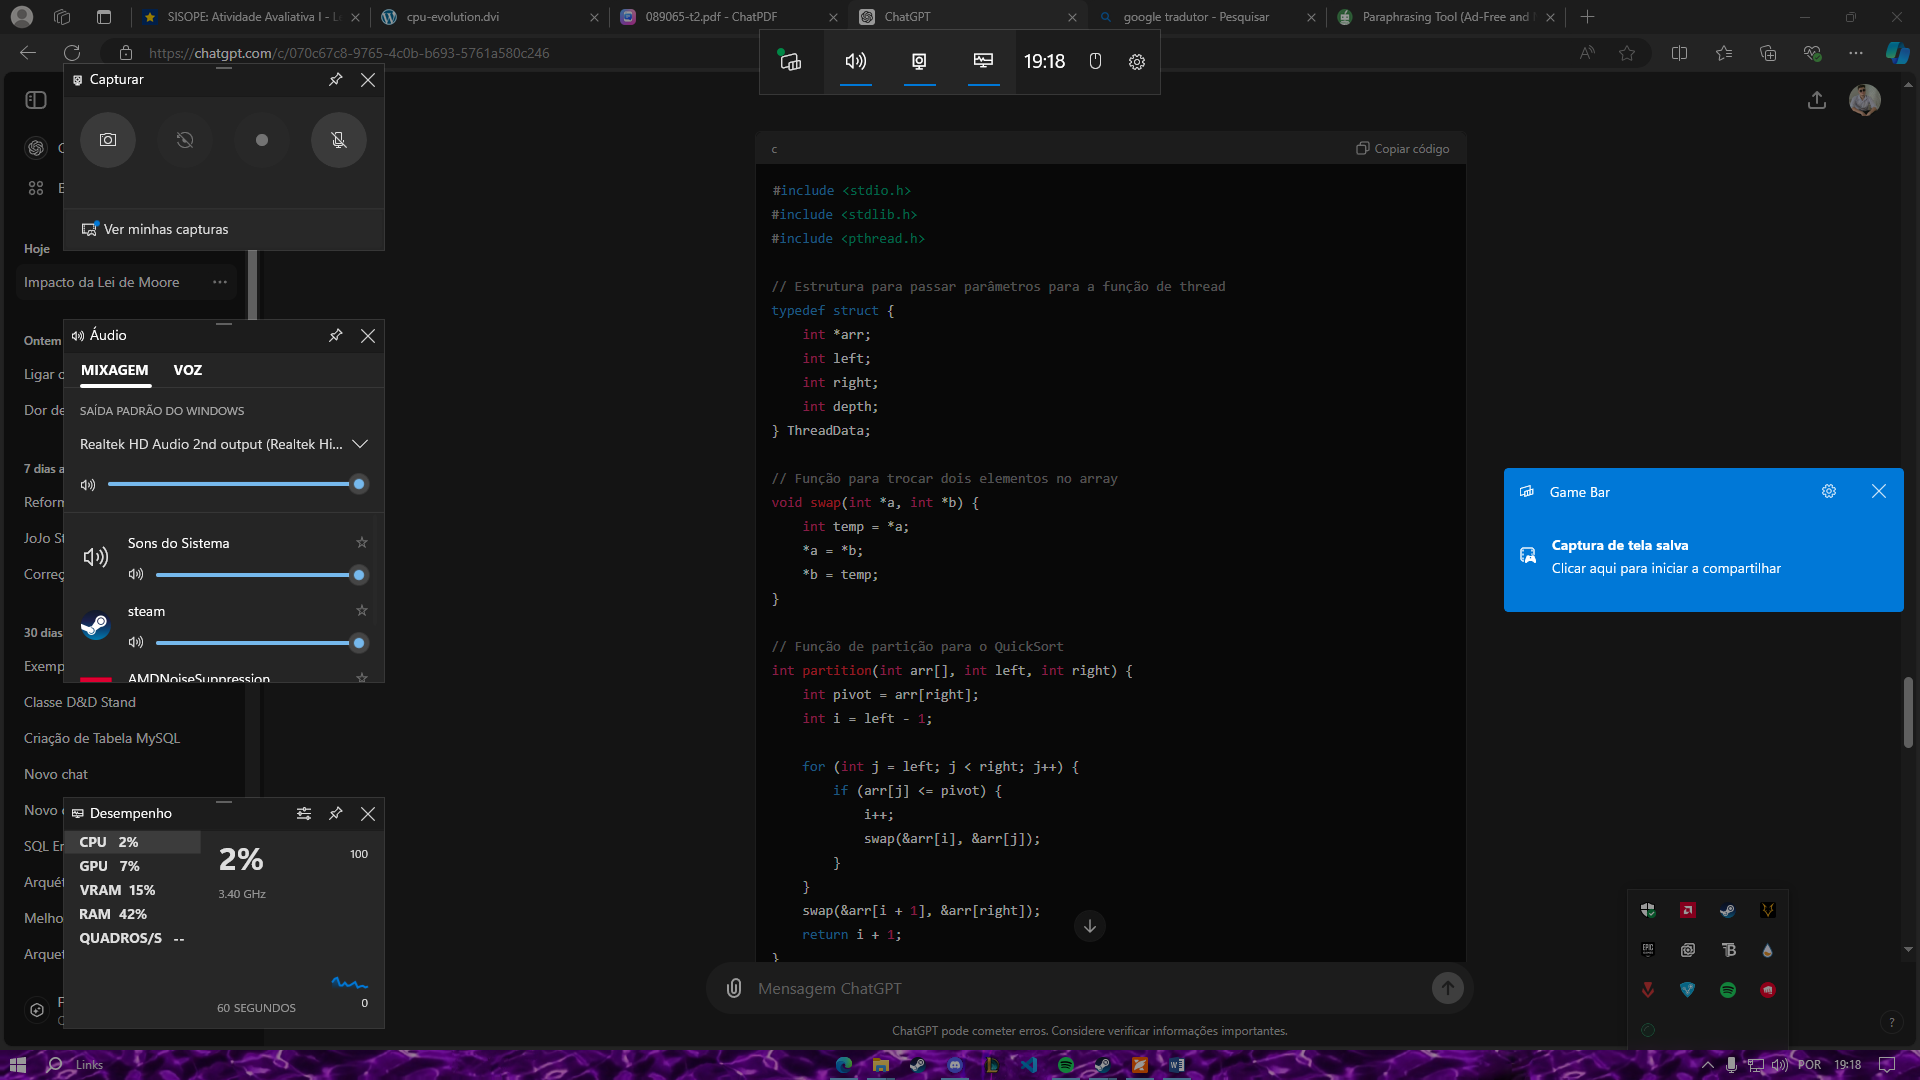 SISOPE: Atividade Avaliativa I - L
cpu-evolution.dvi
089065-t2.pdf - ChatPDF
ChatGPT
google tradutor - Pesquisar
Paraphrasing Tool (Ad-Free and
https://chatgpt.com/c/070c67c8-9765-4c0b-b693-5761a580c246
19:18
Capturar
Ver minhas capturas
Hoje
Impacto da Lei de Moore
Ontem
Ligar
Dor de
7 dias a
Reform
JoJo St
Correç
30 dias
Exemp
Áudio
MIXAGEM VOZ
SAÍDA PADRÃO DO WINDOWS
Realtek HD Audio 2nd output (Realtek Hi...
Sons do Sistema
steam
AMDNoiseSuppression
Classe D&D Stand
Criação de Tabela MySQL
Novo chat
Novo
SQL Er
Arquét
Melho
Arquet
Desempenho
CPU 2%
GPU 7%
VRAM 15%
RAM 42%
QUADROS/S --
2%
3.40 GHz
100
60 SEGUNDOS
0
c
Copiar código
#include <stdio.h>
#include <stdlib.h>
#include <pthread.h>
// Estrutura para passar parâmetros para a função de thread
typedef struct {
int *arr;
int left;
int right;
int depth;
} ThreadData;
// Função para trocar dois elementos no array
void swap(int *a, int *b) {
int temp = *a;
*a = *b;
*b = temp;
}
// Função de partição para o QuickSort
int partition(int arr[], int left, int right) {
int pivot = arr[right];
int i = left - 1;
for (int j = left; j < right; j++) {
if (arr[j] <= pivot) {
i++;
swap(&arr[i], &arr[j]);
}
}
swap(&arr[i + 1], &arr[right]);
return i + 1;
}
Mensagem ChatGPT
ChatGPT pode cometer erros. Considere verificar informações importantes.
Game Bar
Captura de tela salva
Clicar aqui para iniciar a compartilhar
EPIC
?
Links
POR
19:18